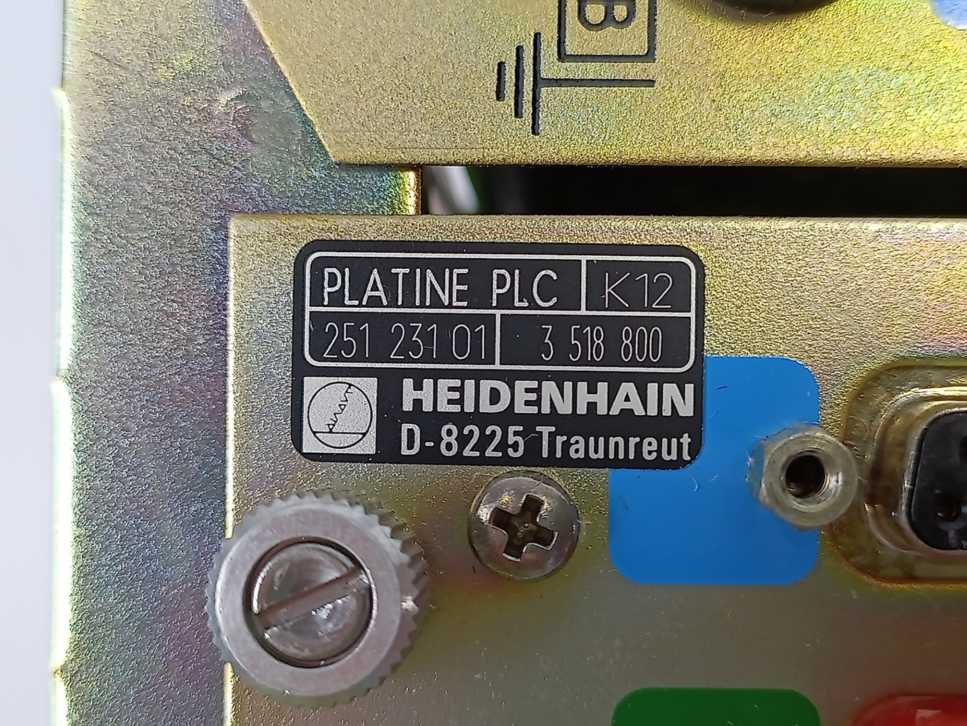 B
PLATINE PLC K12
251 231 01 3 518 800
HEIDENHAIN
D-8225 Traunreut